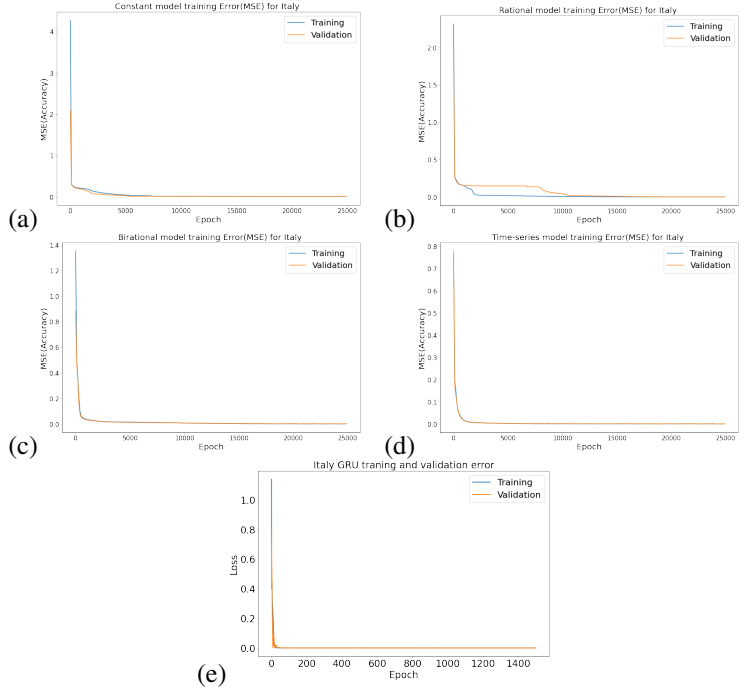 Constant model training Error(MSE) for Italy
Training
Validation
4
3
2
1
0
MSE(Accuracy)
0 5000 10000 15000 20000 25000
Epoch
(a)
Rational model training Error(MSE) for Italy
Training
Validation
2.0
1.5
1.0
0.5
0.0
MSE(Accuracy)
0 5000 10000 15000 20000 25000
Epoch
(b)
Birational model training Error(MSE) for Italy
Training
Validation
1.4
1.2
1.0
0.8
0.6
0.4
0.2
0.0
MSE(Accuracy)
0 5000 10000 15000 20000 25000
Epoch
(c)
Time-series model training Error(MSE) for Italy
Training
Validation
0.8
0.7
0.6
0.5
0.4
0.3
0.2
0.1
0.0
MSE(Accuracy)
0 5000 10000 15000 20000 25000
Epoch
(d)
Italy GRU traning and validation error
Training
Validation
1.0
0.8
0.6
0.4
0.2
0.0
Loss
0 200 400 600 800 1000 1200 1400
Epoch
(e)